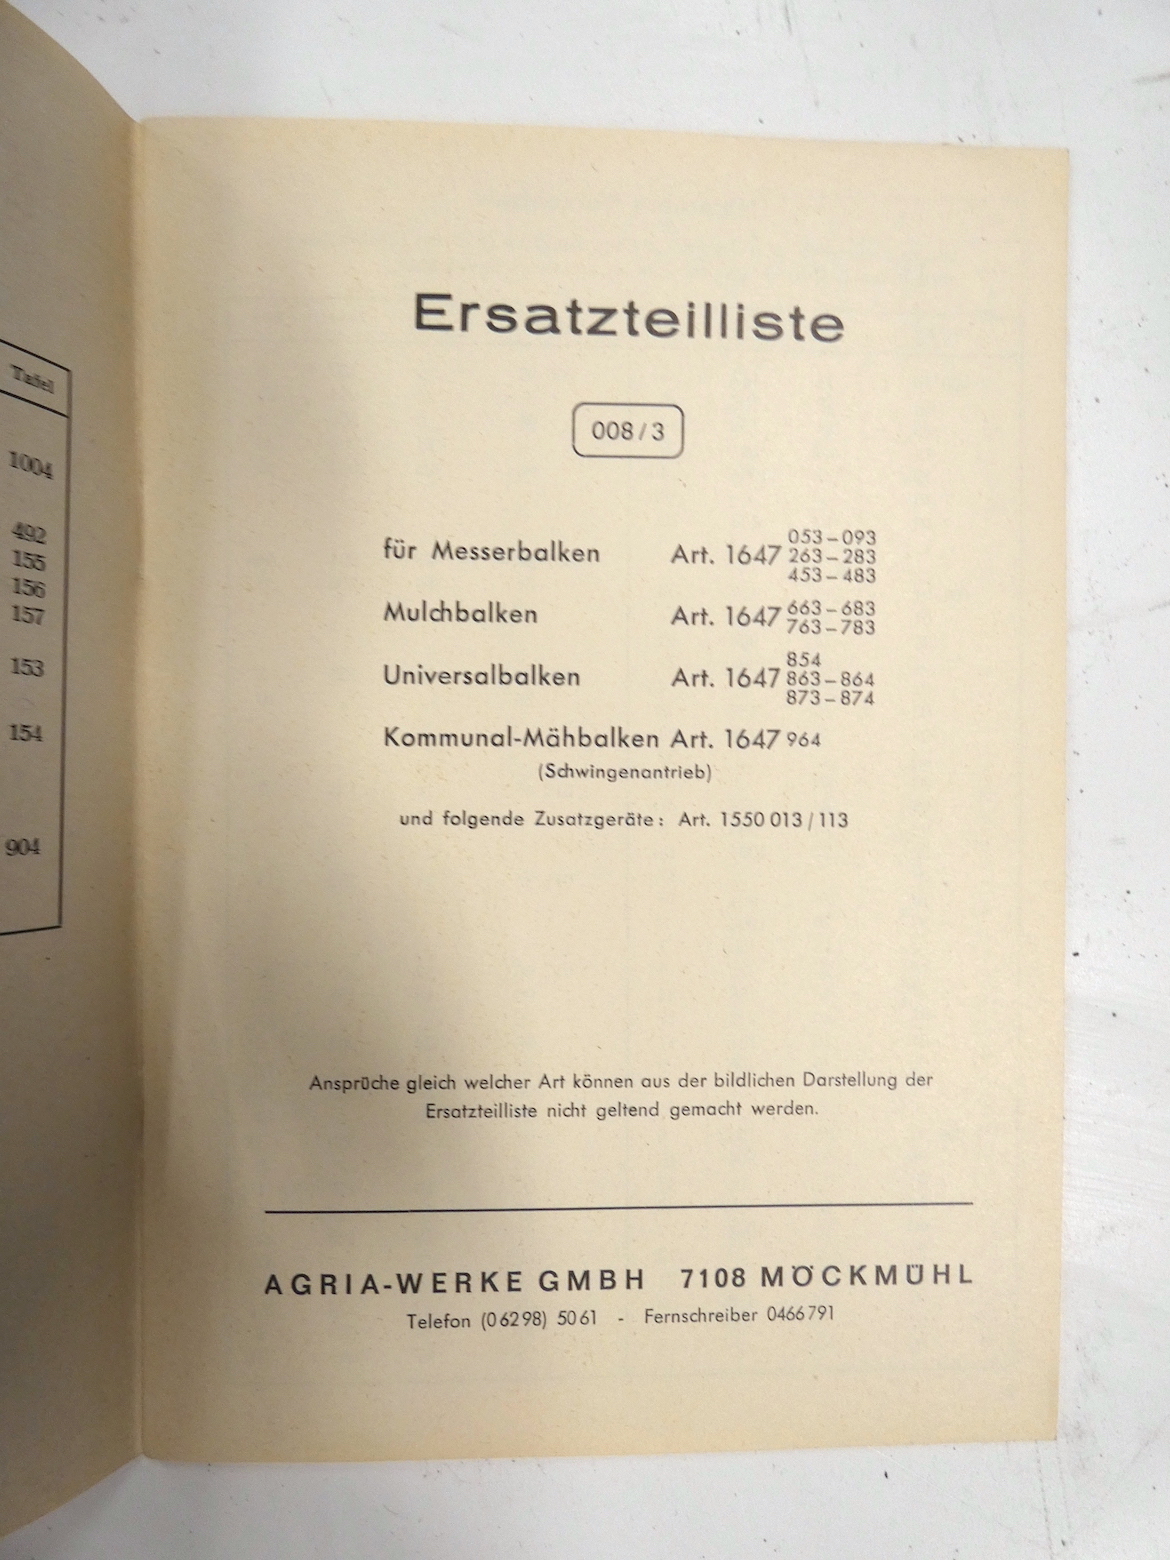 Tafel
1004
492
155
156
157
153
154
904
Ersatzteilliste
008/3
für Messerbalken Art. 1647 053–093
263–283
453–483
Mulchbalken Art. 1647 663–683
763–783
Universalbalken Art. 1647 854
863–864
873–874
Kommunal-Mähbalken Art. 1647 964
(Schwingenantrieb)
und folgende Zusatzgeräte: Art. 1550 013/113
Ansprüche gleich welcher Art können aus der bildlichen Darstellung der
Ersatzteilliste nicht geltend gemacht werden.
AGRIA-WERKE GMBH 7108 MÖCKMÜHL
Telefon (06298) 5061 - Fernschreiber 0466791